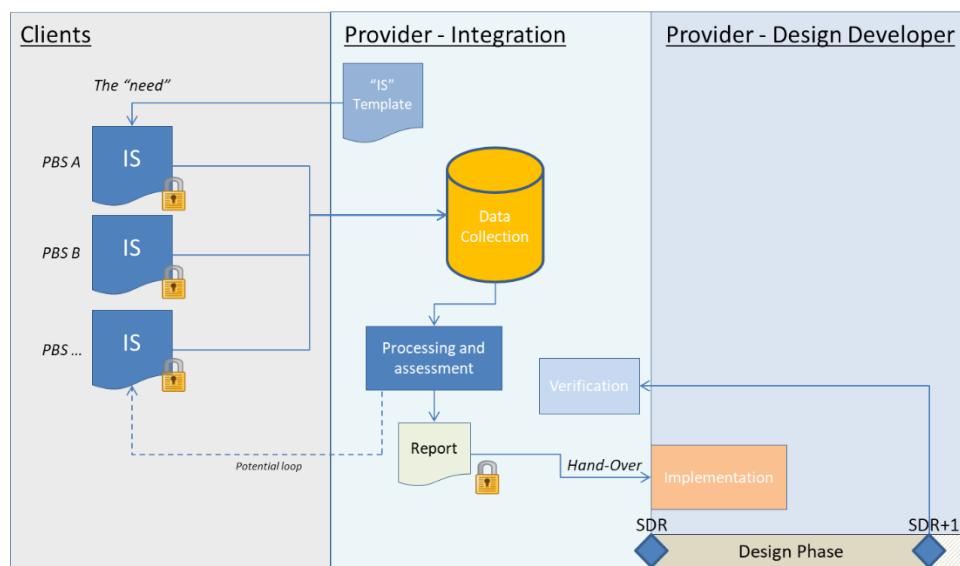 Clients
Provider - Integration
Provider - Design Developer
The “need”
“IS”
Template
PBS A
IS
PBS B
IS
PBS ...
IS
Data
Collection
Processing and
assessment
Verification
Potential loop
Report
Hand-Over
Implementation
SDR
SDR+1
Design Phase